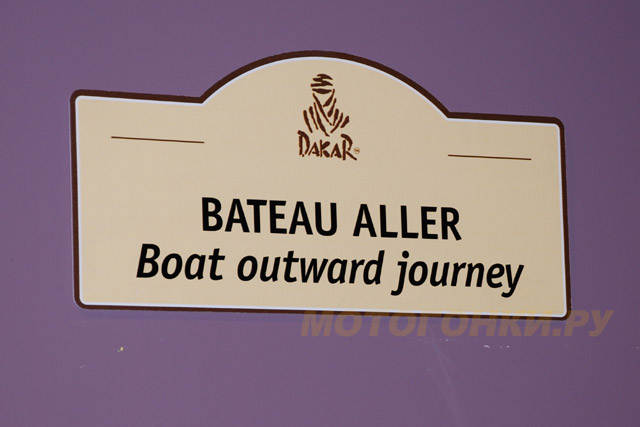 DAKAR
BATEAU ALLER
Boat outward journey
МОТОГОНКИ.РУ